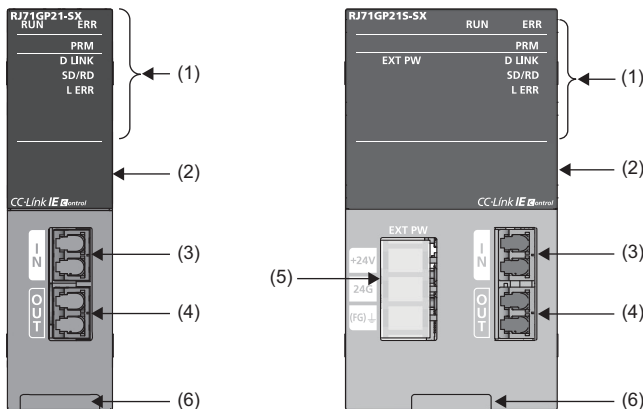 RJ71GP21-SX
RUN ERR
PRM
D LINK
SD/RD
L ERR
(1)
(2)
CC-Link IE Control
IN
(3)
OUT
(4)
(6)
RJ71GP21S-SX
RUN ERR
PRM
EXT PW D LINK
SD/RD
L ERR
(1)
(2)
CC-Link IE Control
EXT PW
+24V
24G
(FG)
(5)
IN
(3)
OUT
(4)
(6)